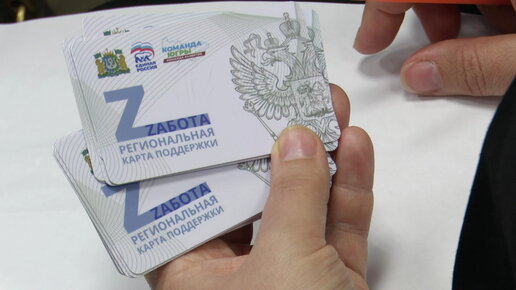 ЕДИНАЯ
РОССИЯ
КОМАНДА
ЮГРЫ
ZАБОТА
РЕГИОНАЛЬНАЯ
КАРТА ПОДДЕРЖКИ
ZАБОТА
РЕГИОНАЛЬНАЯ
КАРТА ПОДДЕРЖКИ